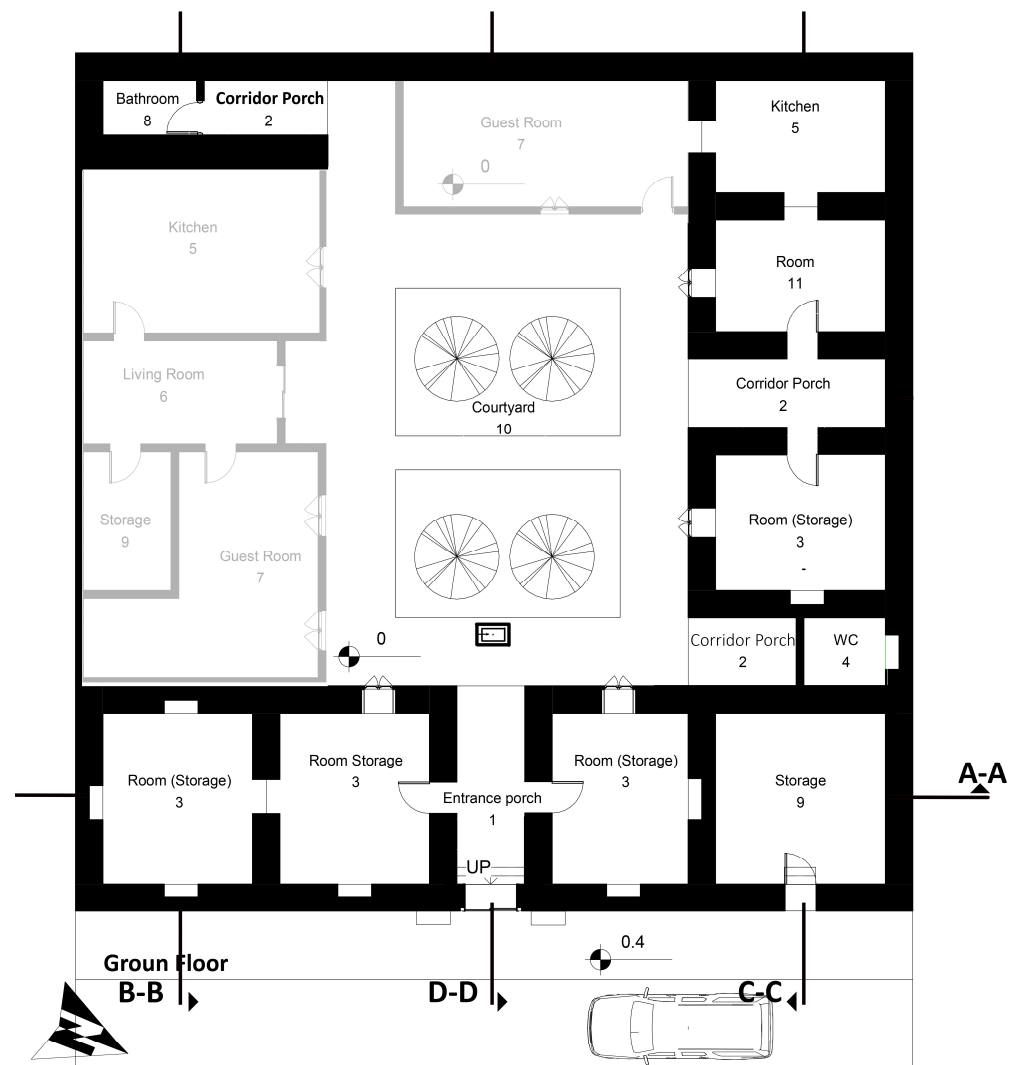 Bathroom
8
Corridor Porch
2
Guest Room
7
0
Kitchen
5
Kitchen
5
Room
11
Living Room
6
Corridor Porch
2
Courtyard
10
Storage
9
Guest Room
7
Room (Storage)
3
-
0
Corridor Porch
2
WC
4
Room (Storage)
3
Room Storage
3
Entrance porch
1
UP
Room (Storage)
3
Storage
9
A-A
0.4
Groun Floor
B-B
D-D
C-C